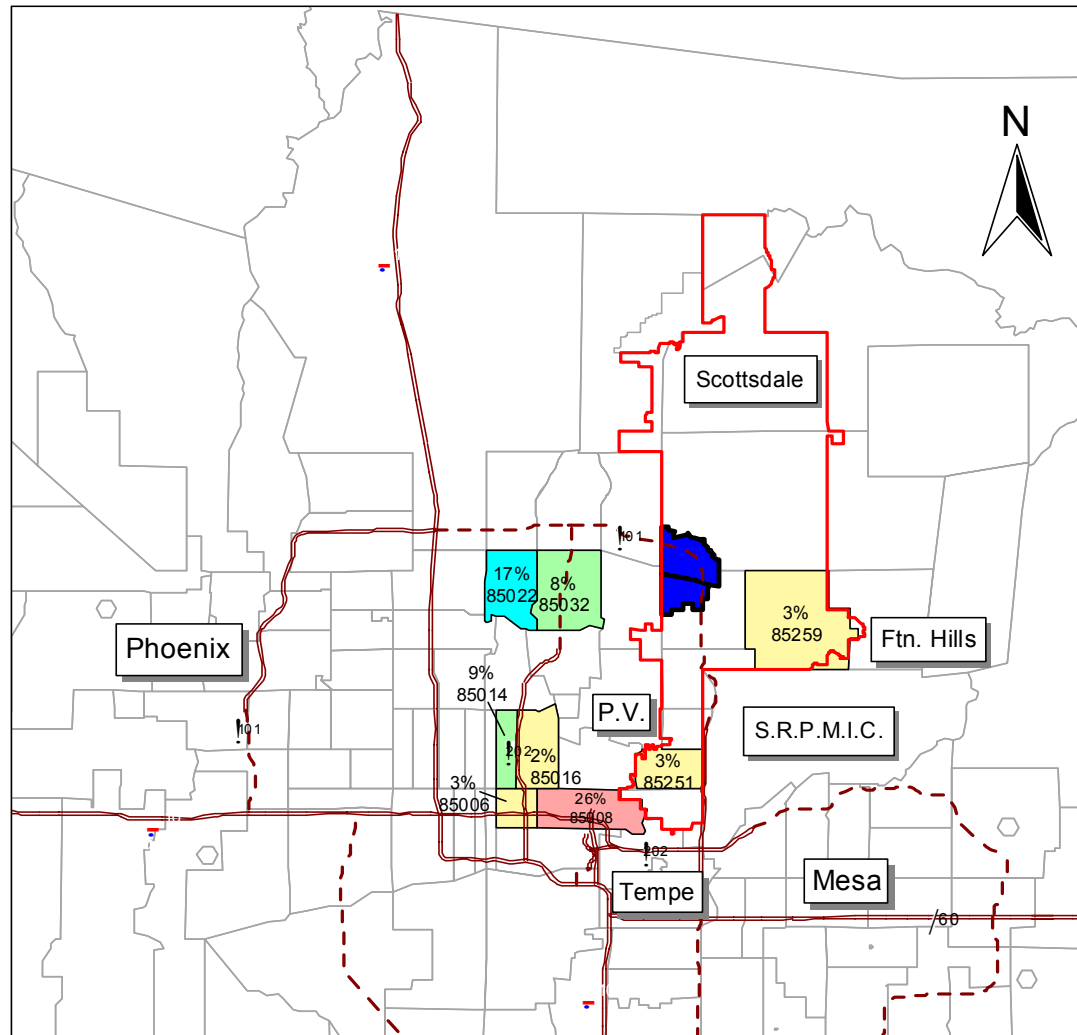 N
Scottsdale
101
17%
85022
8%
85032
3%
85259
Phoenix
Ftn. Hills
9%
85014
P.V.
101
S.R.P.M.I.C.
202
2%
85016
3%
85251
3%
85006
26%
85008
202
Tempe
Mesa
60